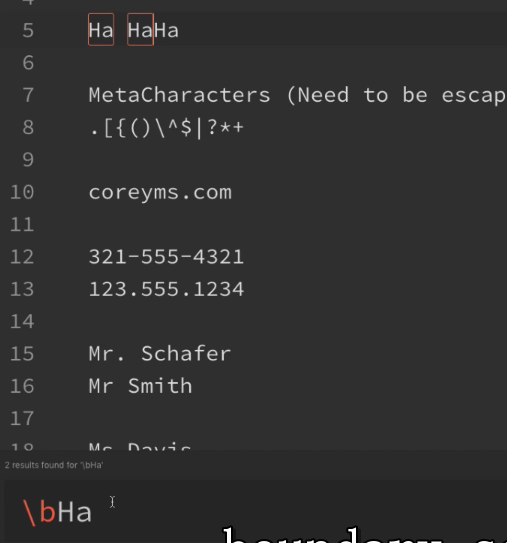 5 Ha HaHa
6
7 MetaCharacters (Need to be escap
8 .[{()\^$|?*+
9
10 coreyms.com
11
12 321-555-4321
13 123.555.1234
14
15 Mr. Schafer
16 Mr Smith
17
18 Ms Davis
2 results found for '\bHa'
\bHa
boundary